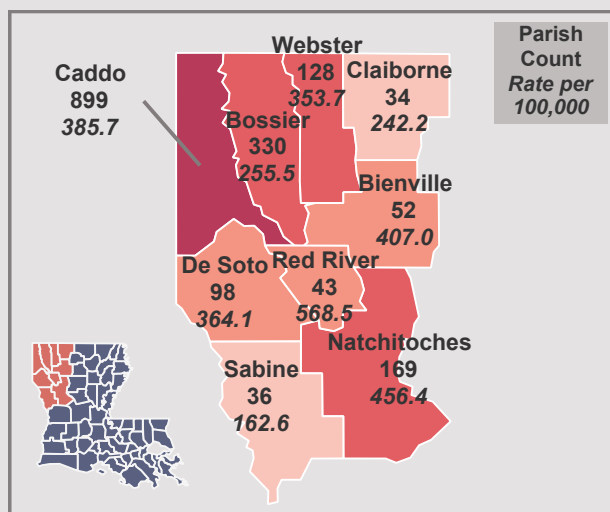 Parish
Count
Rate per
100,000
Webster
128
353.7
Caddo
899
385.7
Claiborne
34
242.2
Bossier
330
255.5
Bienville
52
407.0
De Soto
98
364.1
Red River
43
568.5
Natchitoches
169
456.4
Sabine
36
162.6